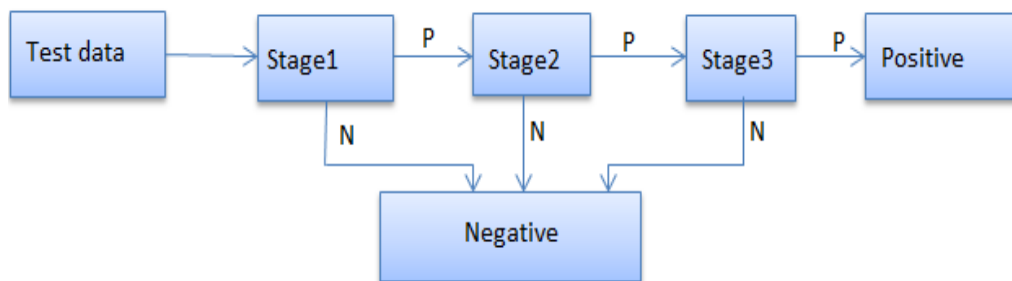 Test data
Stage1
P
Stage2
P
Stage3
P
Positive
N
N
N
Negative